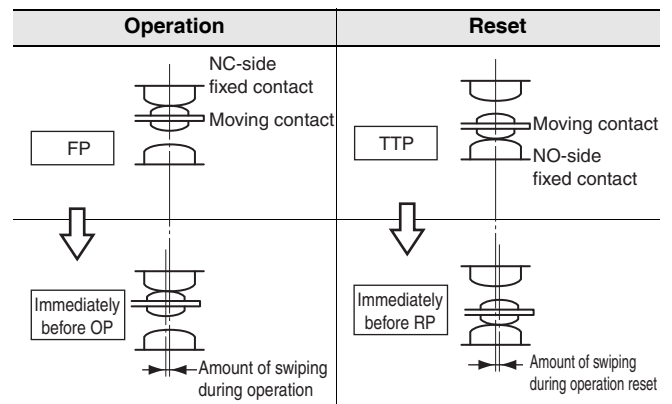 Operation
Reset
NC-side
fixed contact
Moving contact
FP
Moving contact
TTP
NO-side
fixed contact
Immediately
before OP
Amount of swiping
during operation
Immediately
before RP
Amount of swiping
during operation reset